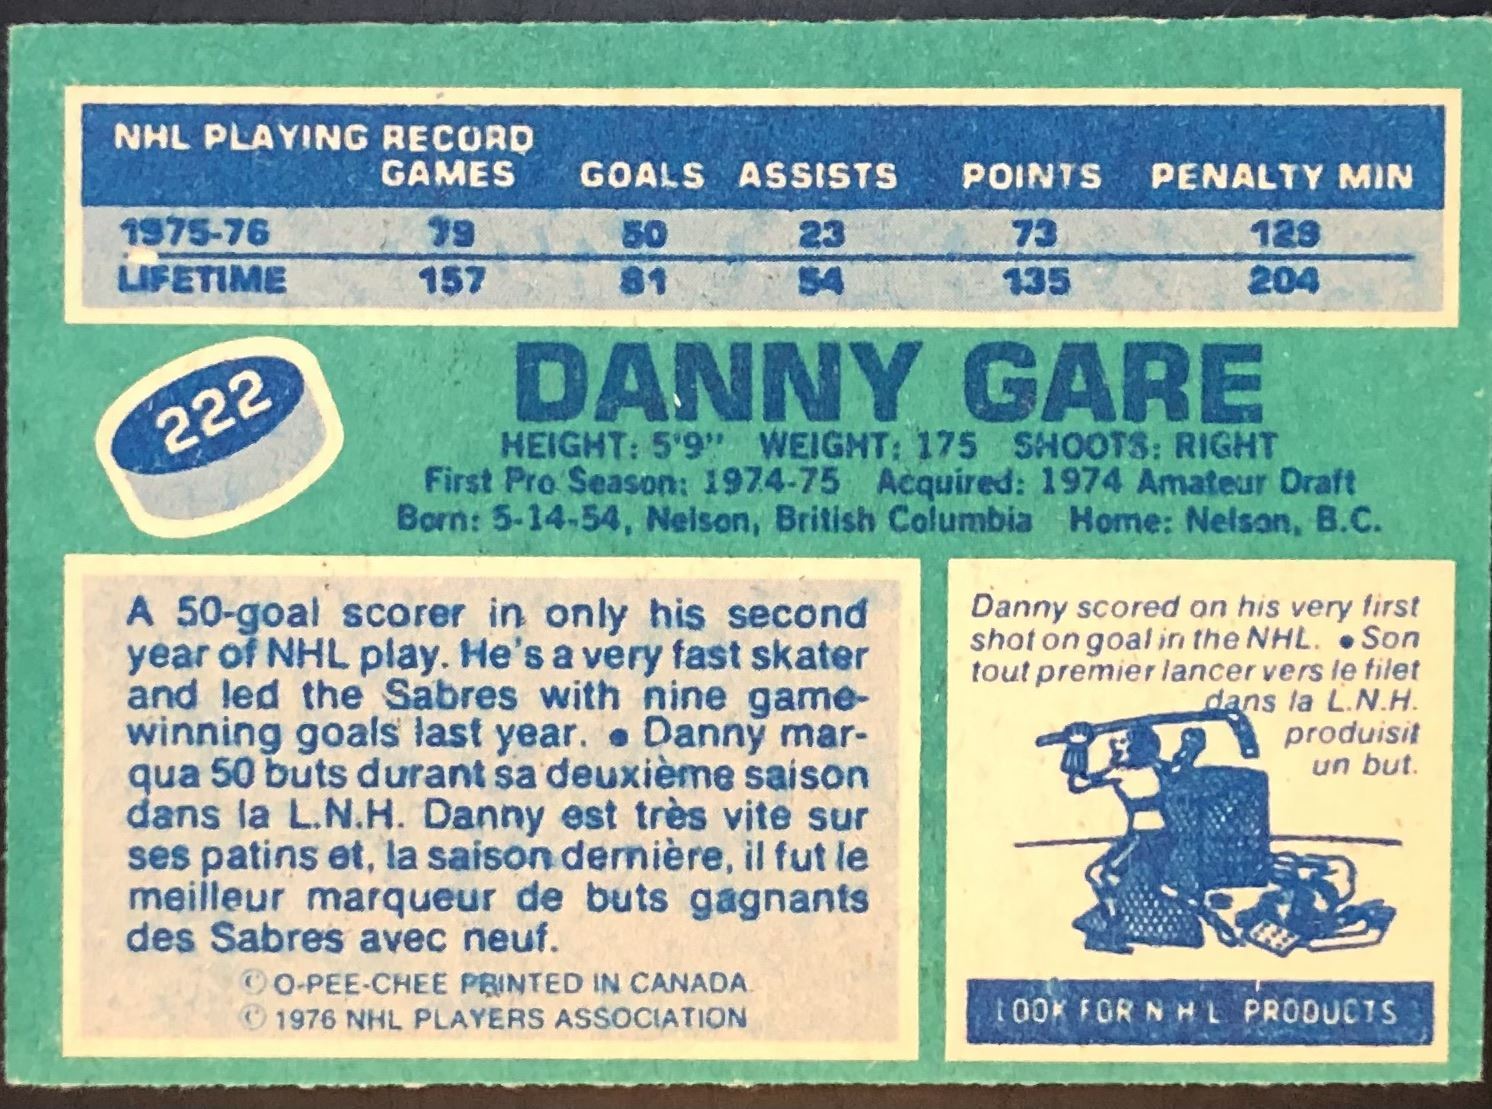 NHL PLAYING RECORD
GAMES GOALS ASSISTS POINTS PENALTY MIN
1975-76 79 50 23 73 129
LIFETIME 157 81 54 135 204
222
DANNY GARE
HEIGHT: 5'9" WEIGHT: 175 SHOOTS: RIGHT
First Pro Season: 1974-75 Acquired: 1974 Amateur Draft
Born: 5-14-54, Nelson, British Columbia Home: Nelson, B.C.
A 50-goal scorer in only his second
year of NHL play. He's a very fast skater
and led the Sabres with nine game-
winning goals last year. • Danny mar-
qua 50 buts durant sa deuxième saison
dans la L.N.H. Danny est très vite sur
ses patins et, la saison dernière, il fut le
meilleur marqueur de buts gagnants
des Sabres avec neuf.
© O-PEE-CHEE PRINTED IN CANADA
© 1976 NHL PLAYERS ASSOCIATION
Danny scored on his very first
shot on goal in the NHL. • Son
tout premier lancer vers le filet
dans la L.N.H.
produisit
un but.
LOOK FOR NHL PRODUCTS